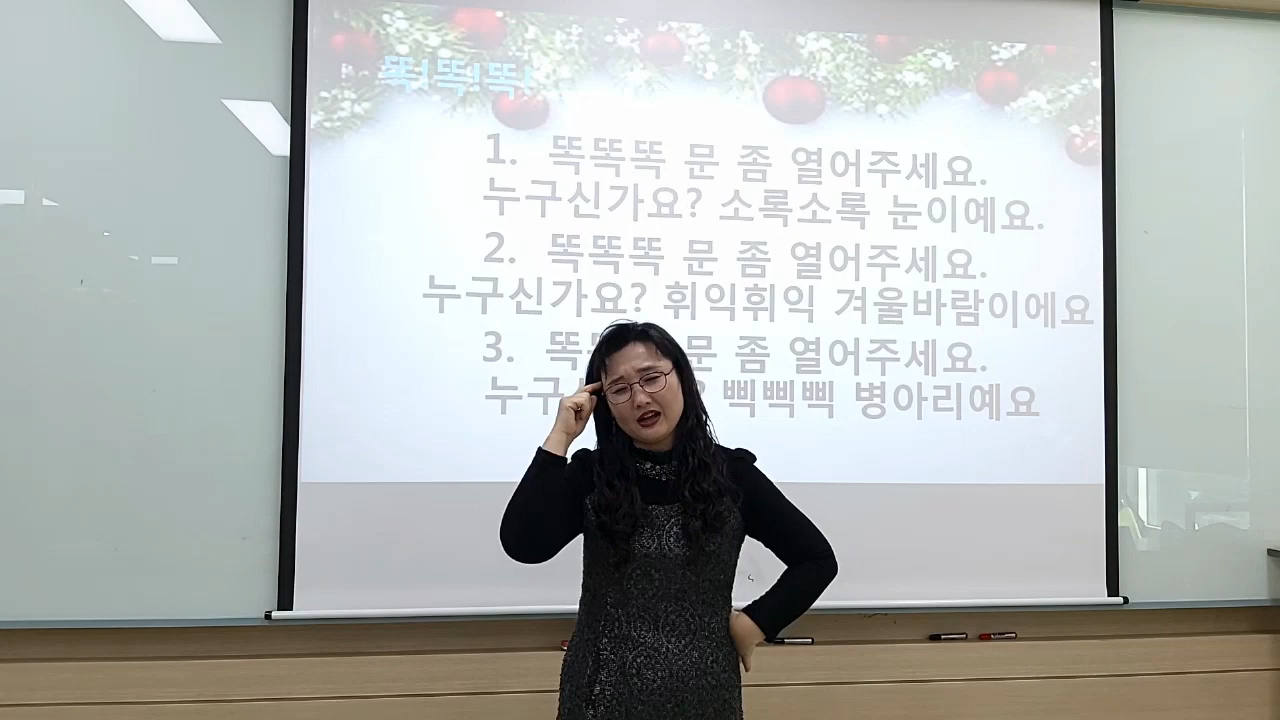 똑!똑!똑!
1. 똑똑똑 문 좀 열어주세요.
누구신가요? 소록소록 눈이예요.
2. 똑똑똑 문 좀 열어주세요.
누구신가요? 휘익휘익 겨울바람이에요
3. 똑 문 좀 열어주세요.
누구 ? 삑삑삑 병아리예요